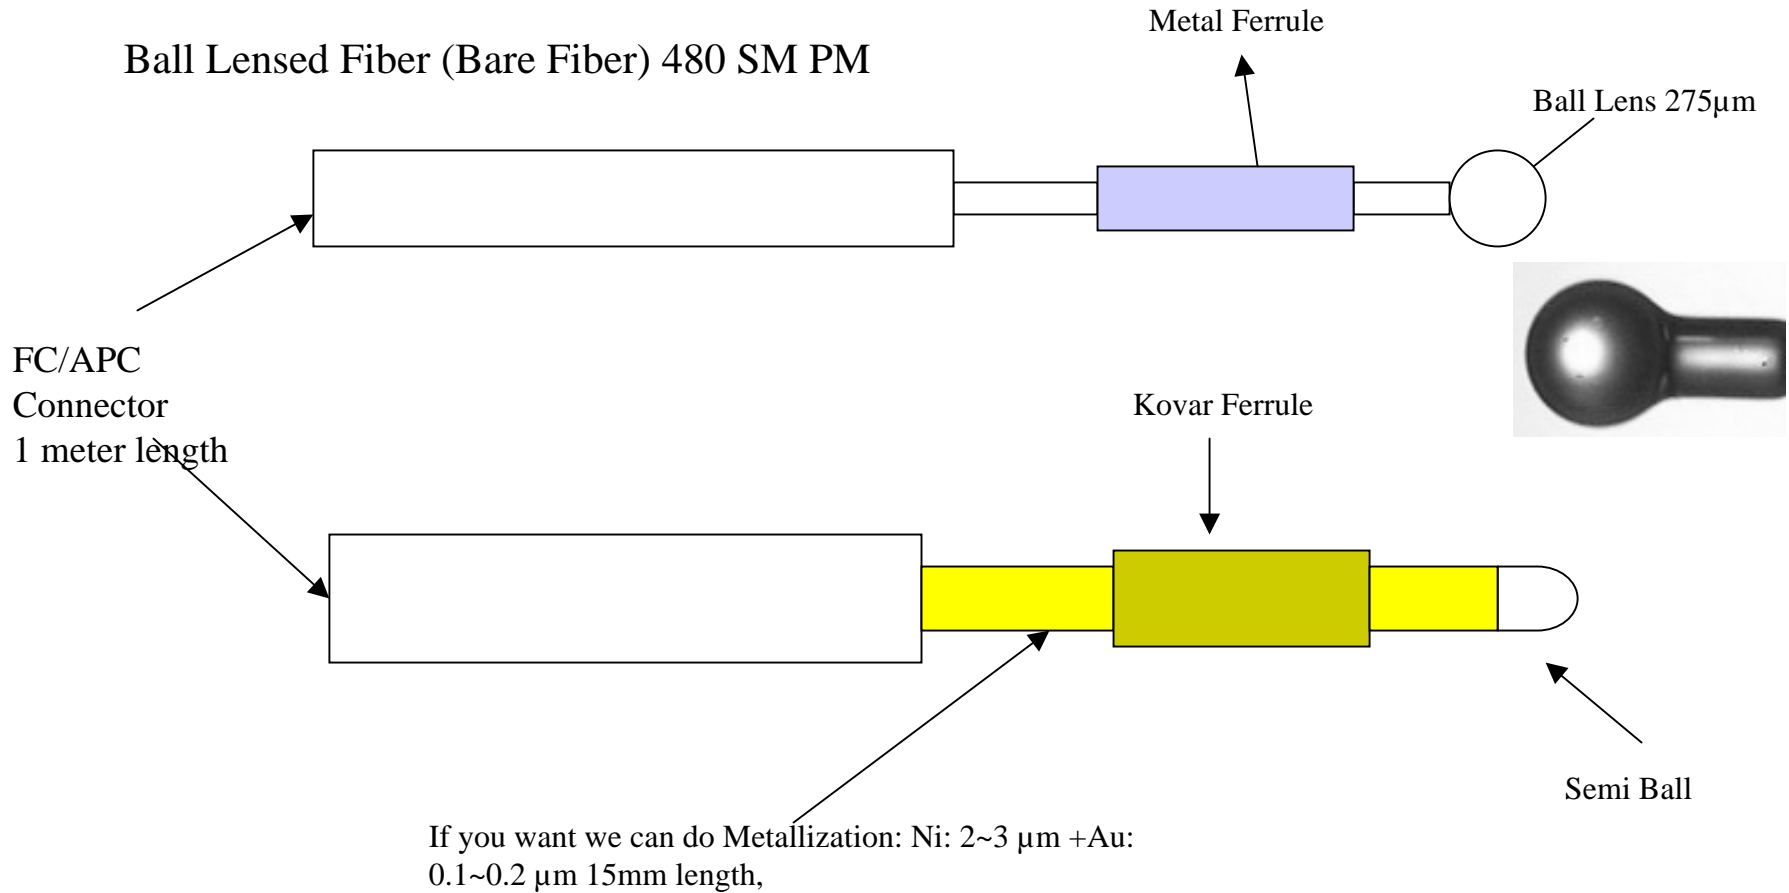 Metal Ferrule
Ball Lensed Fiber (Bare Fiber) 480 SM PM
Ball Lens 275µm
FC/APC
Connector
1 meter length
Kovar Ferrule
Semi Ball
If you want we can do Metallization: Ni: 2~3 µm +Au:
0.1~0.2 µm 15mm length,